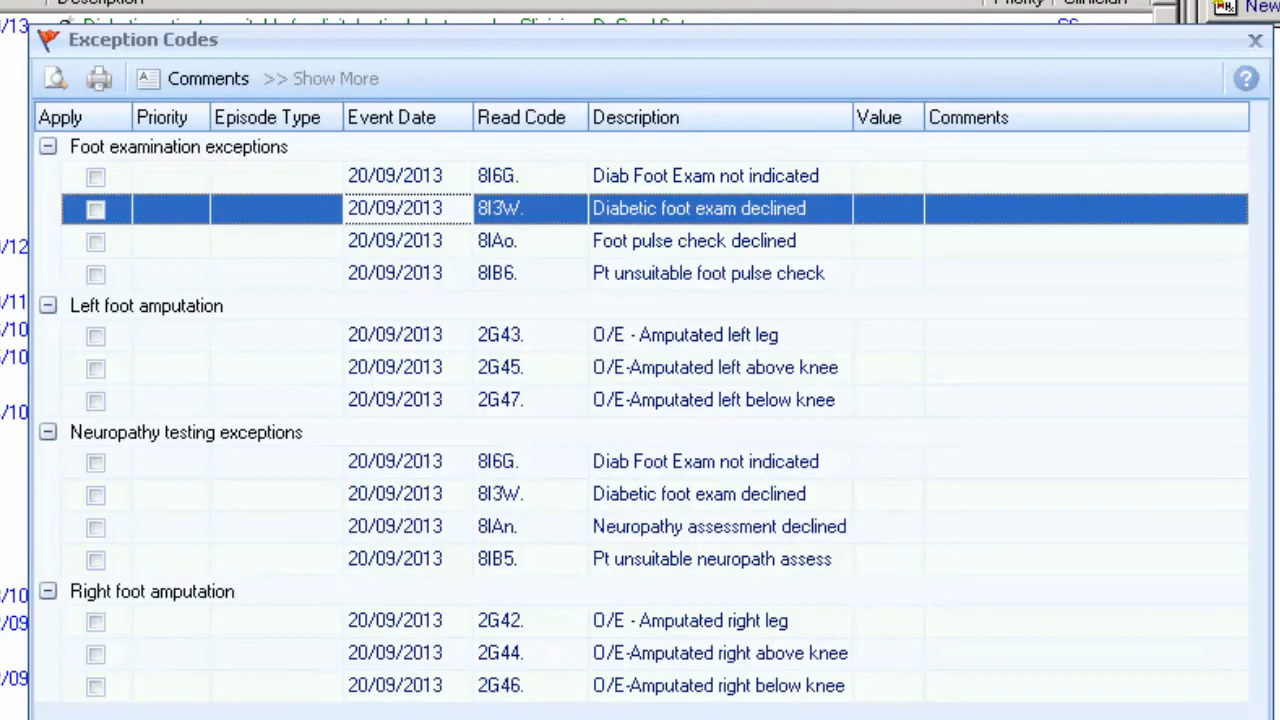 Description Priority Clinician
New
Exception Codes
Comments >> Show More
Apply Priority Episode Type Event Date Read Code Description Value Comments
Foot examination exceptions
20/09/2013 8I6G. Diab Foot Exam not indicated
20/09/2013 8I3W. Diabetic foot exam declined
20/09/2013 8IAo. Foot pulse check declined
20/09/2013 8IB6. Pt unsuitable foot pulse check
Left foot amputation
20/09/2013 2G43. O/E - Amputated left leg
20/09/2013 2G45. O/E-Amputated left above knee
20/09/2013 2G47. O/E-Amputated left below knee
Neuropathy testing exceptions
20/09/2013 8I6G. Diab Foot Exam not indicated
20/09/2013 8I3W. Diabetic foot exam declined
20/09/2013 8IAn. Neuropathy assessment declined
20/09/2013 8IB5. Pt unsuitable neuropath assess
Right foot amputation
20/09/2013 2G42. O/E - Amputated right leg
20/09/2013 2G44. O/E-Amputated right above knee
20/09/2013 2G46. O/E-Amputated right below knee